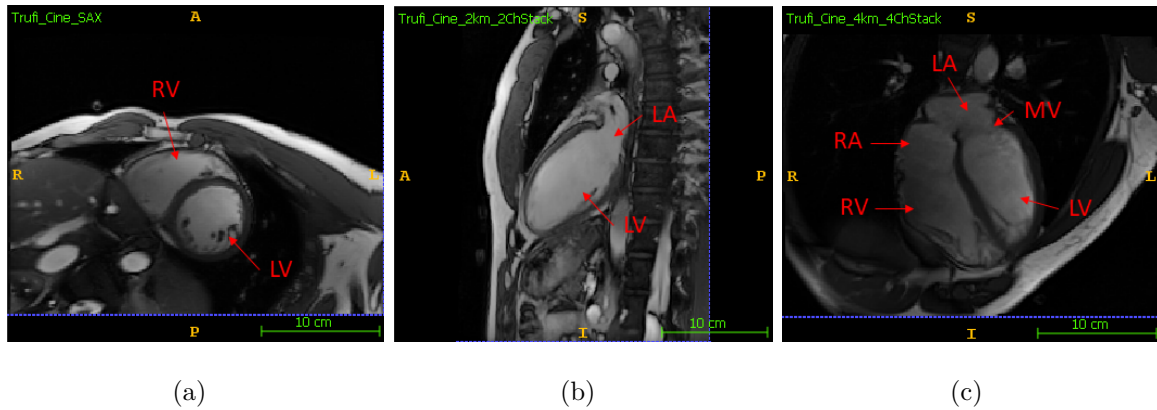 Trufi_Cine_SAX
A
RV
R
L
LV
P
10 cm
Trufi_Cine_2km_2ChStack
S
LA
A
P
LV
I
10 cm
Trufi_Cine_4km_4ChStack
S
LA
MV
RA
R
L
RV
LV
I
10 cm
(a)
(b)
(c)